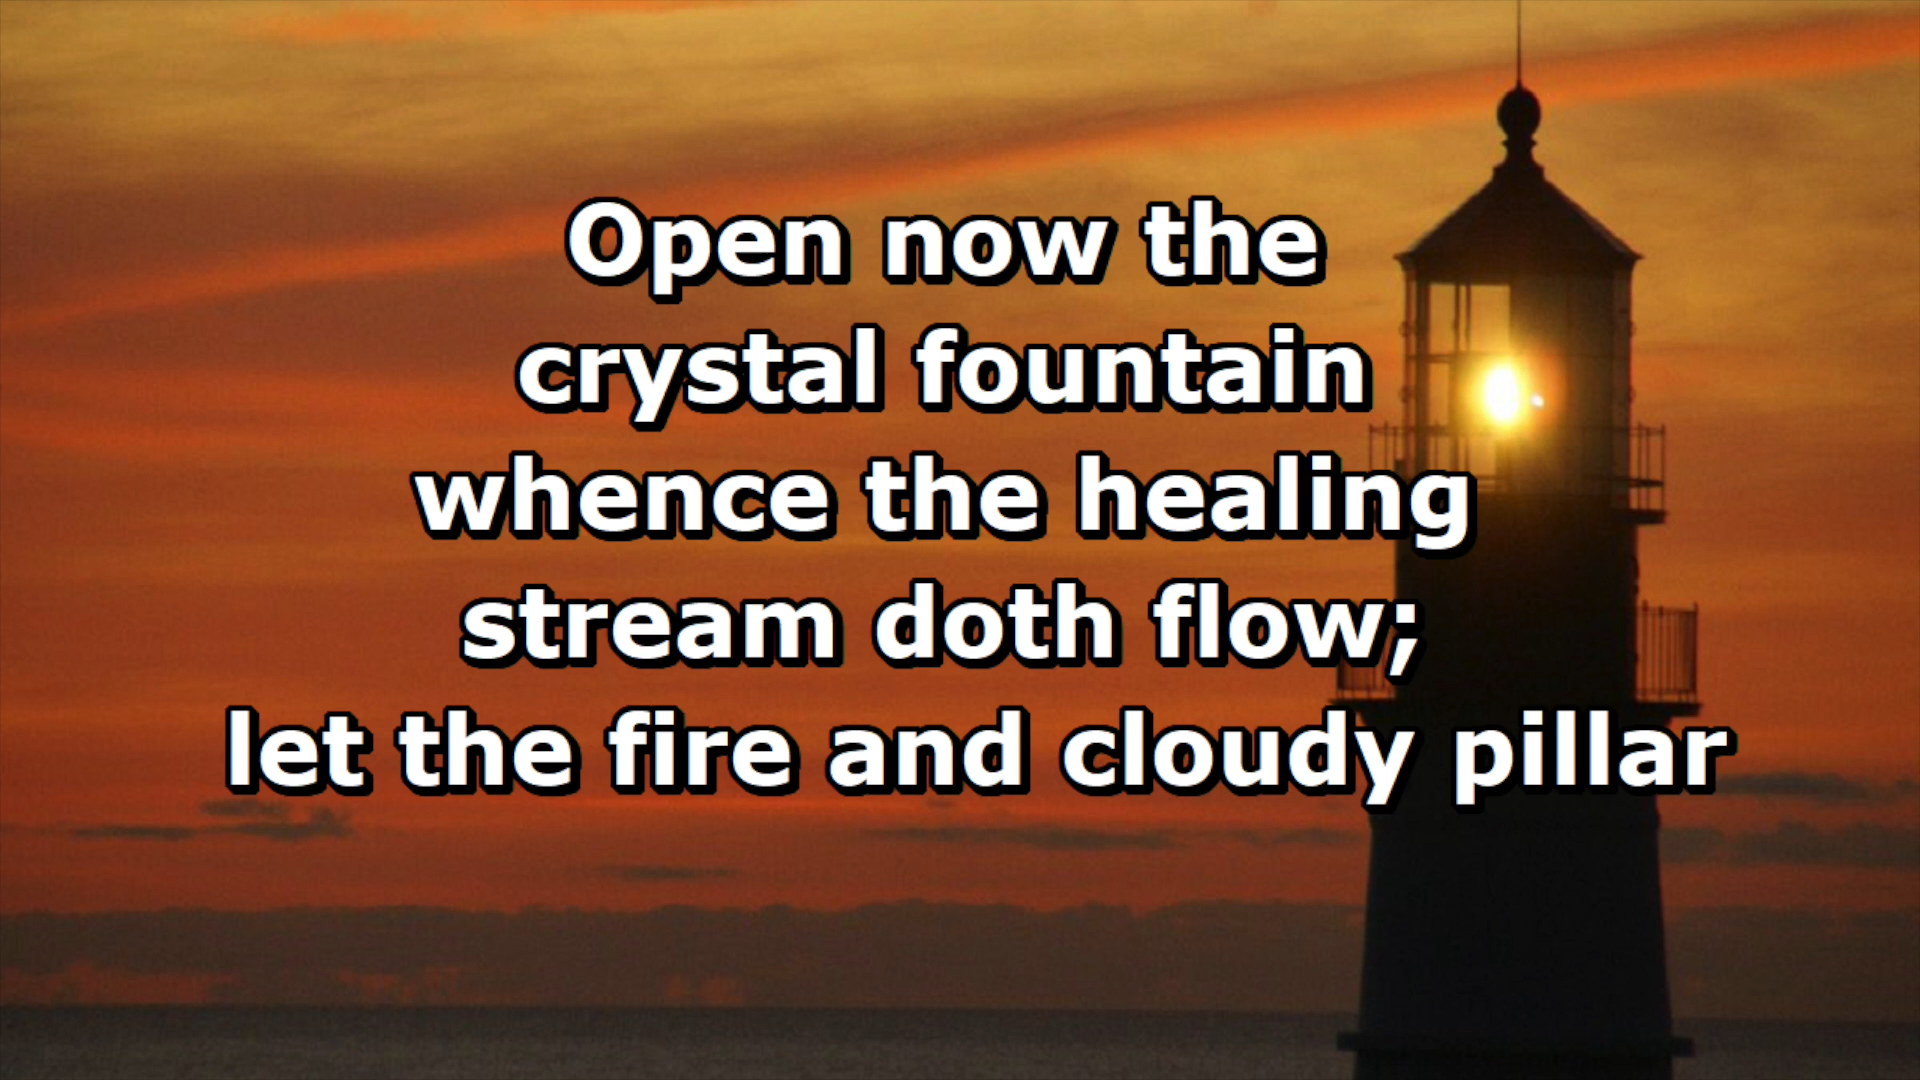 Open now the
crystal fountain
whence the healing
stream doth flow;
let the fire and cloudy pillar